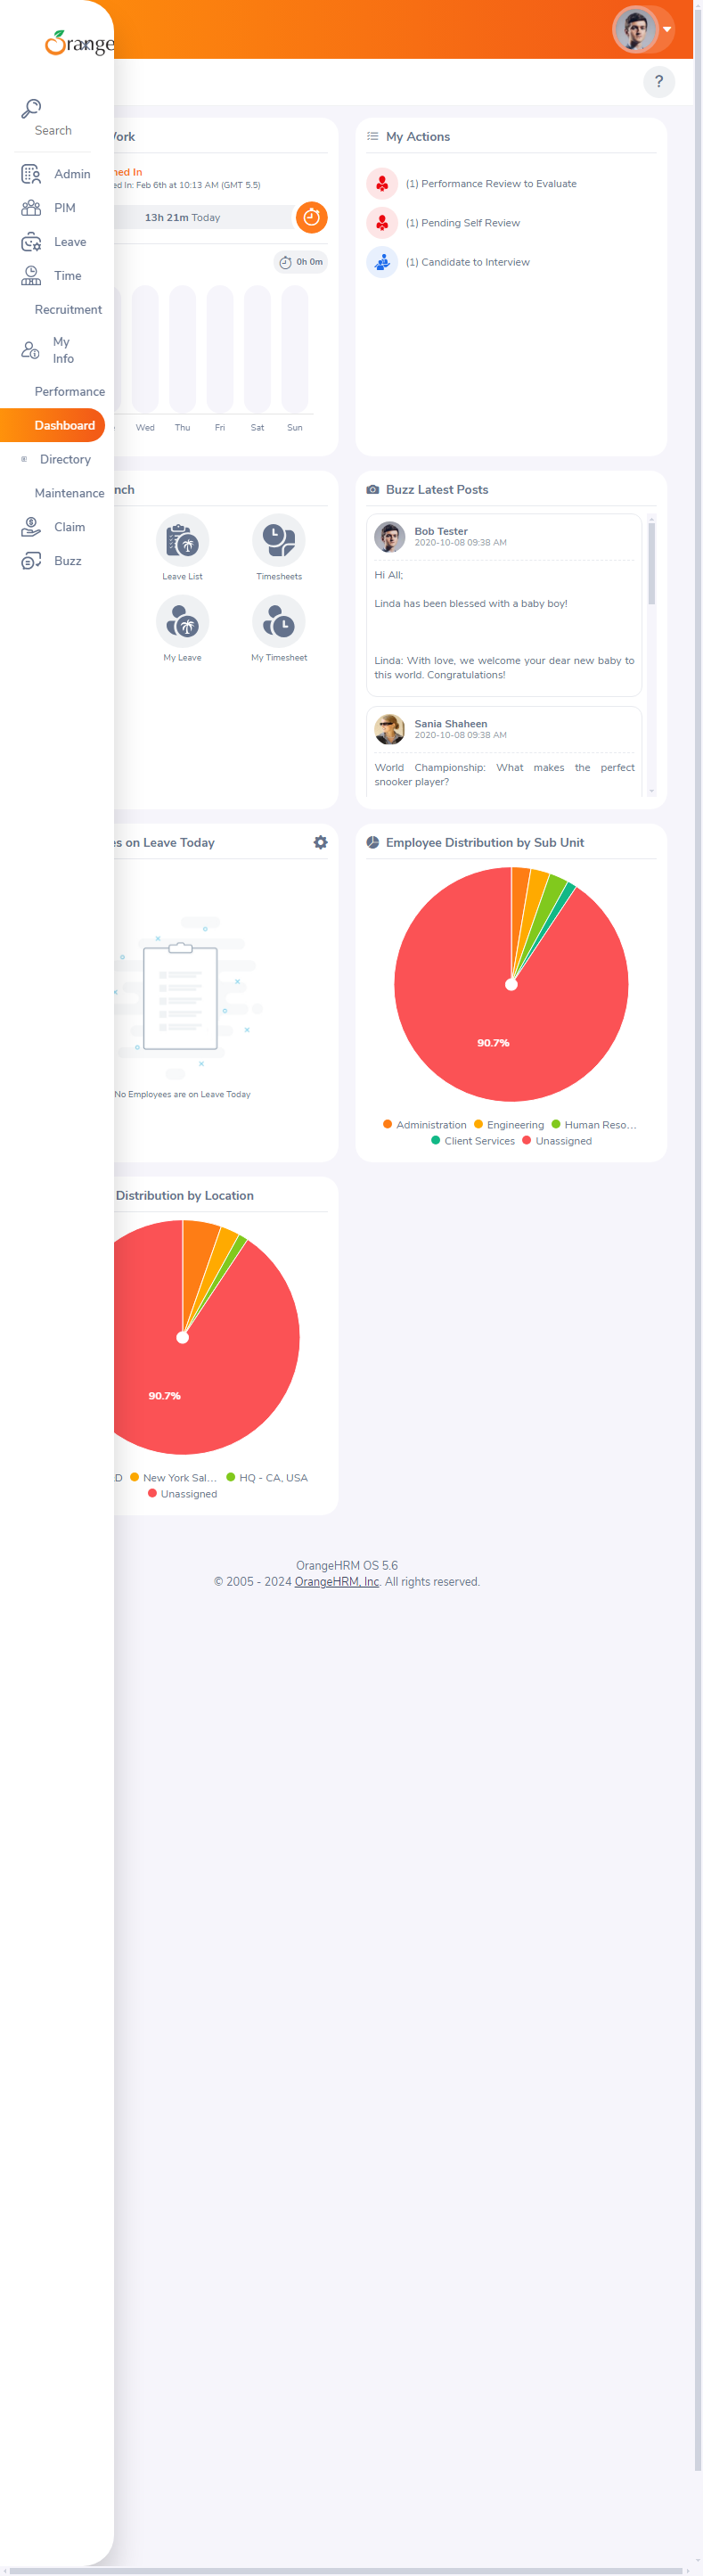 Orange
Search
Admin
PIM
Leave
Time
Recruitment
My
Info
Performance
Dashboard
Directory
Maintenance
Claim
Buzz
?
Work
ned In
ed In: Feb 6th at 10:13 AM (GMT 5.5)
13h 21m Today
0h 0m
Wed Thu Fri Sat Sun
My Actions
(1) Performance Review to Evaluate
(1) Pending Self Review
(1) Candidate to Interview
nch
Leave List Timesheets
My Leave My Timesheet
Buzz Latest Posts
Bob Tester
2020-10-08 09:38 AM
Hi All;
Linda has been blessed with a baby boy!
Linda: With love, we welcome your dear new baby to
this world. Congratulations!
Sania Shaheen
2020-10-08 09:38 AM
World Championship: What makes the perfect
snooker player?
es on Leave Today
No Employees are on Leave Today
Employee Distribution by Sub Unit
90.7%
Administration Engineering Human Reso…
Client Services Unassigned
Distribution by Location
90.7%
D New York Sal… HQ - CA, USA
Unassigned
OrangeHRM OS 5.6
© 2005 - 2024 OrangeHRM, Inc. All rights reserved.